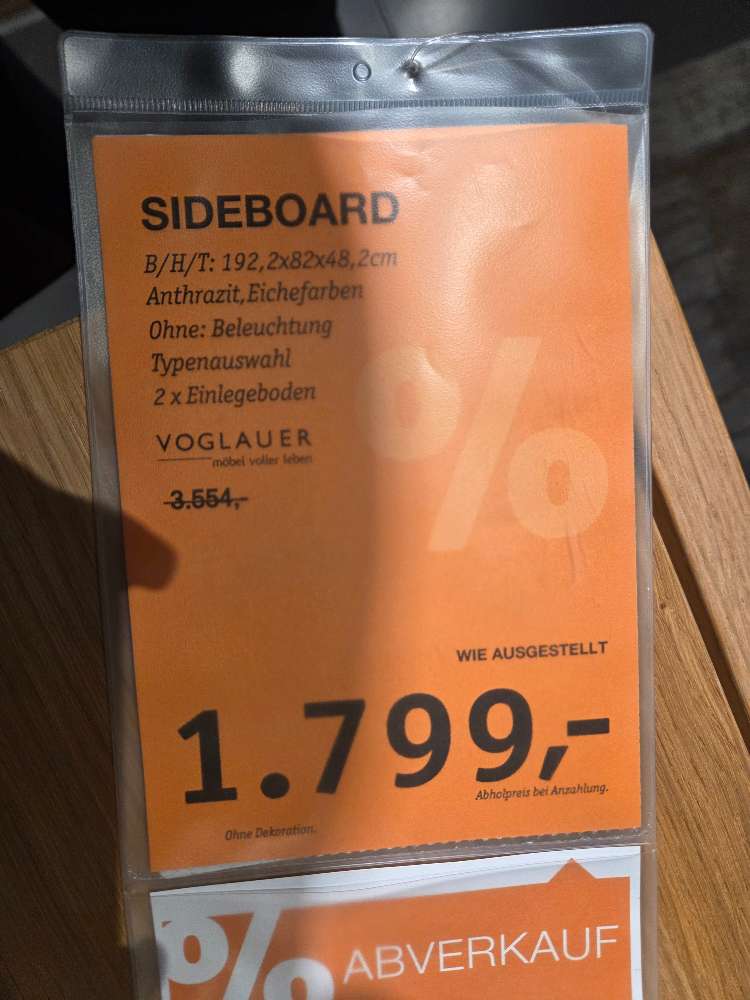 SIDEBOARD
B/H/T: 192,2x82x48,2cm
Anthrazit,Eichefarben
Ohne: Beleuchtung
Typenauswahl
2 x Einlegeboden
VOGLAUER
möbel voller leben
3.554,-
%
WIE AUSGESTELLT
1.799,-
Abholpreis bei Anzahlung.
Ohne Dekoration.
% ABVERKAUF